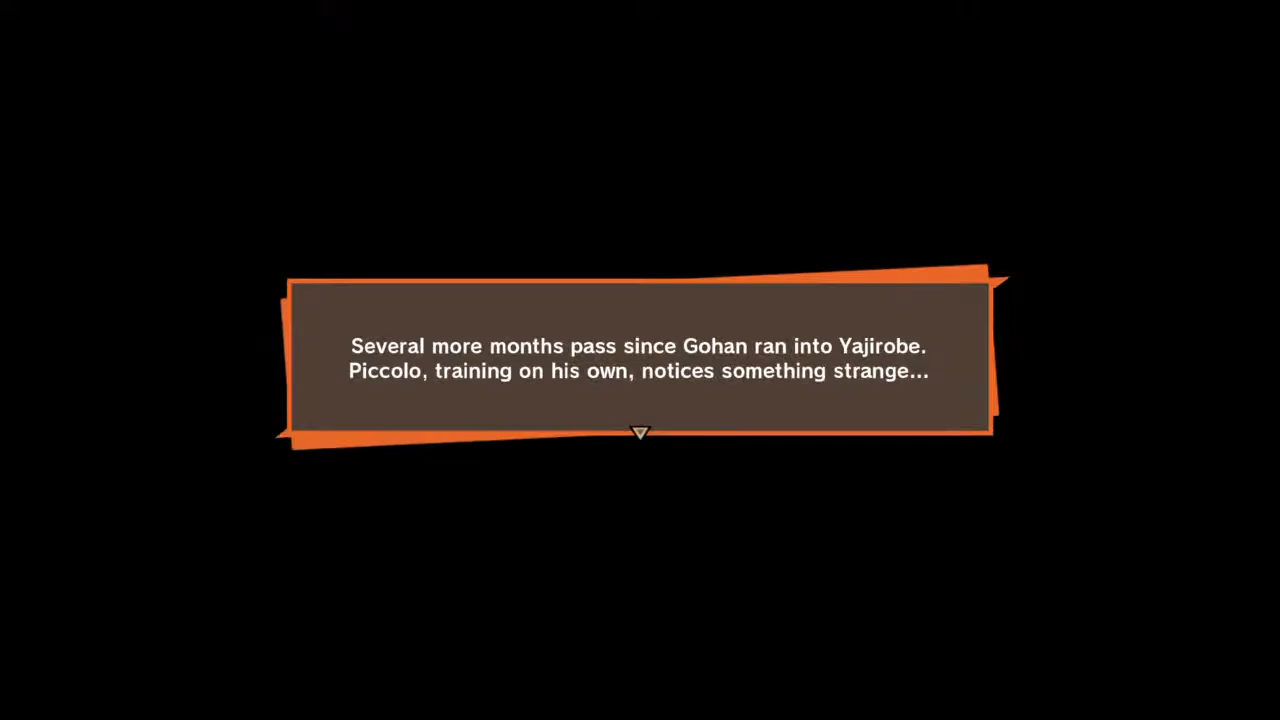 Several more months pass since Gohan ran into Yajirobe.
Piccolo, training on his own, notices something strange...